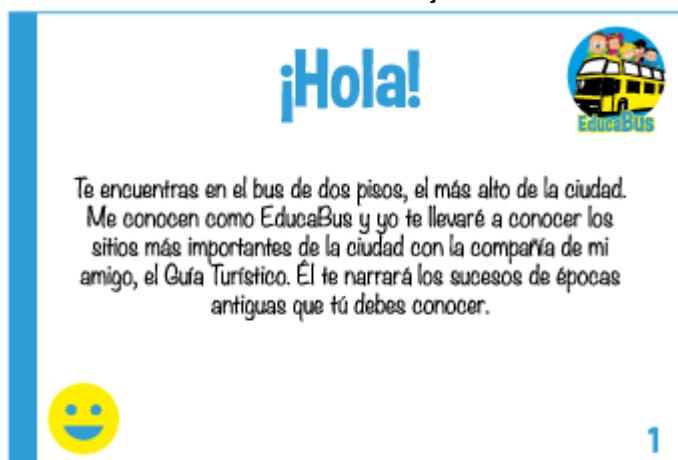 ¡Hola!
EducaBus
Te encuentras en el bus de dos pisos, el más alto de la ciudad.
Me conocen como EducaBus y yo te llevaré a conocer los
sitios más importantes de la ciudad con la compañía de mi
amigo, el Guía Turístico. Él te narrará los sucesos de épocas
antiguas que tú debes conocer.
1